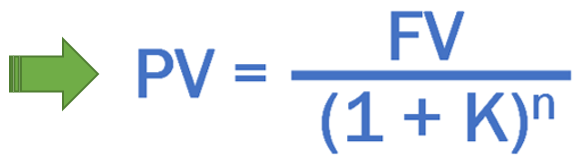 PV = FV
(1 + K)ⁿ